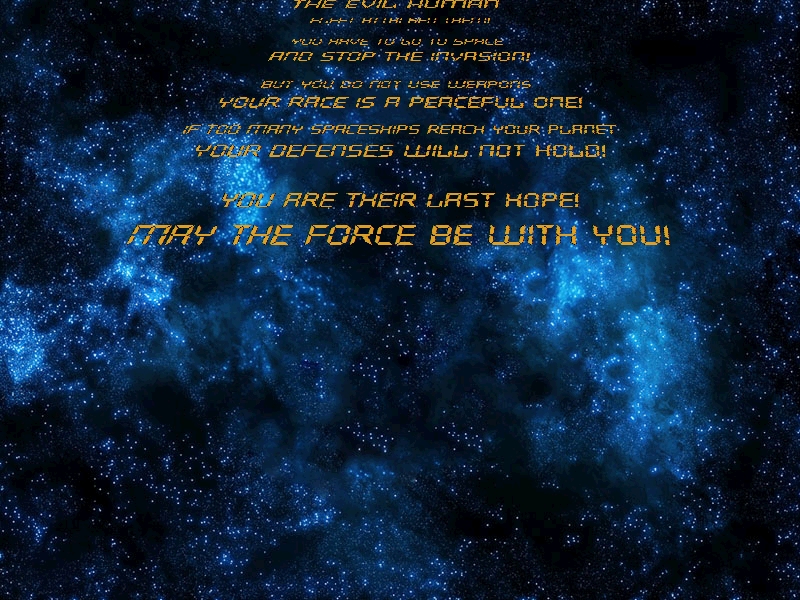 THE EVIL HUMAN
YOU HAVE TO GO TO SPACE
AND STOP THE INVASION!
BUT YOU DO NOT USE WEAPONS
YOUR RACE IS A PEACEFUL ONE!
IF TOO MANY SPACESHIPS REACH YOUR PLANET
YOUR DEFENSES WILL NOT HOLD!
YOU ARE THEIR LAST HOPE!
MAY THE FORCE BE WITH YOU!